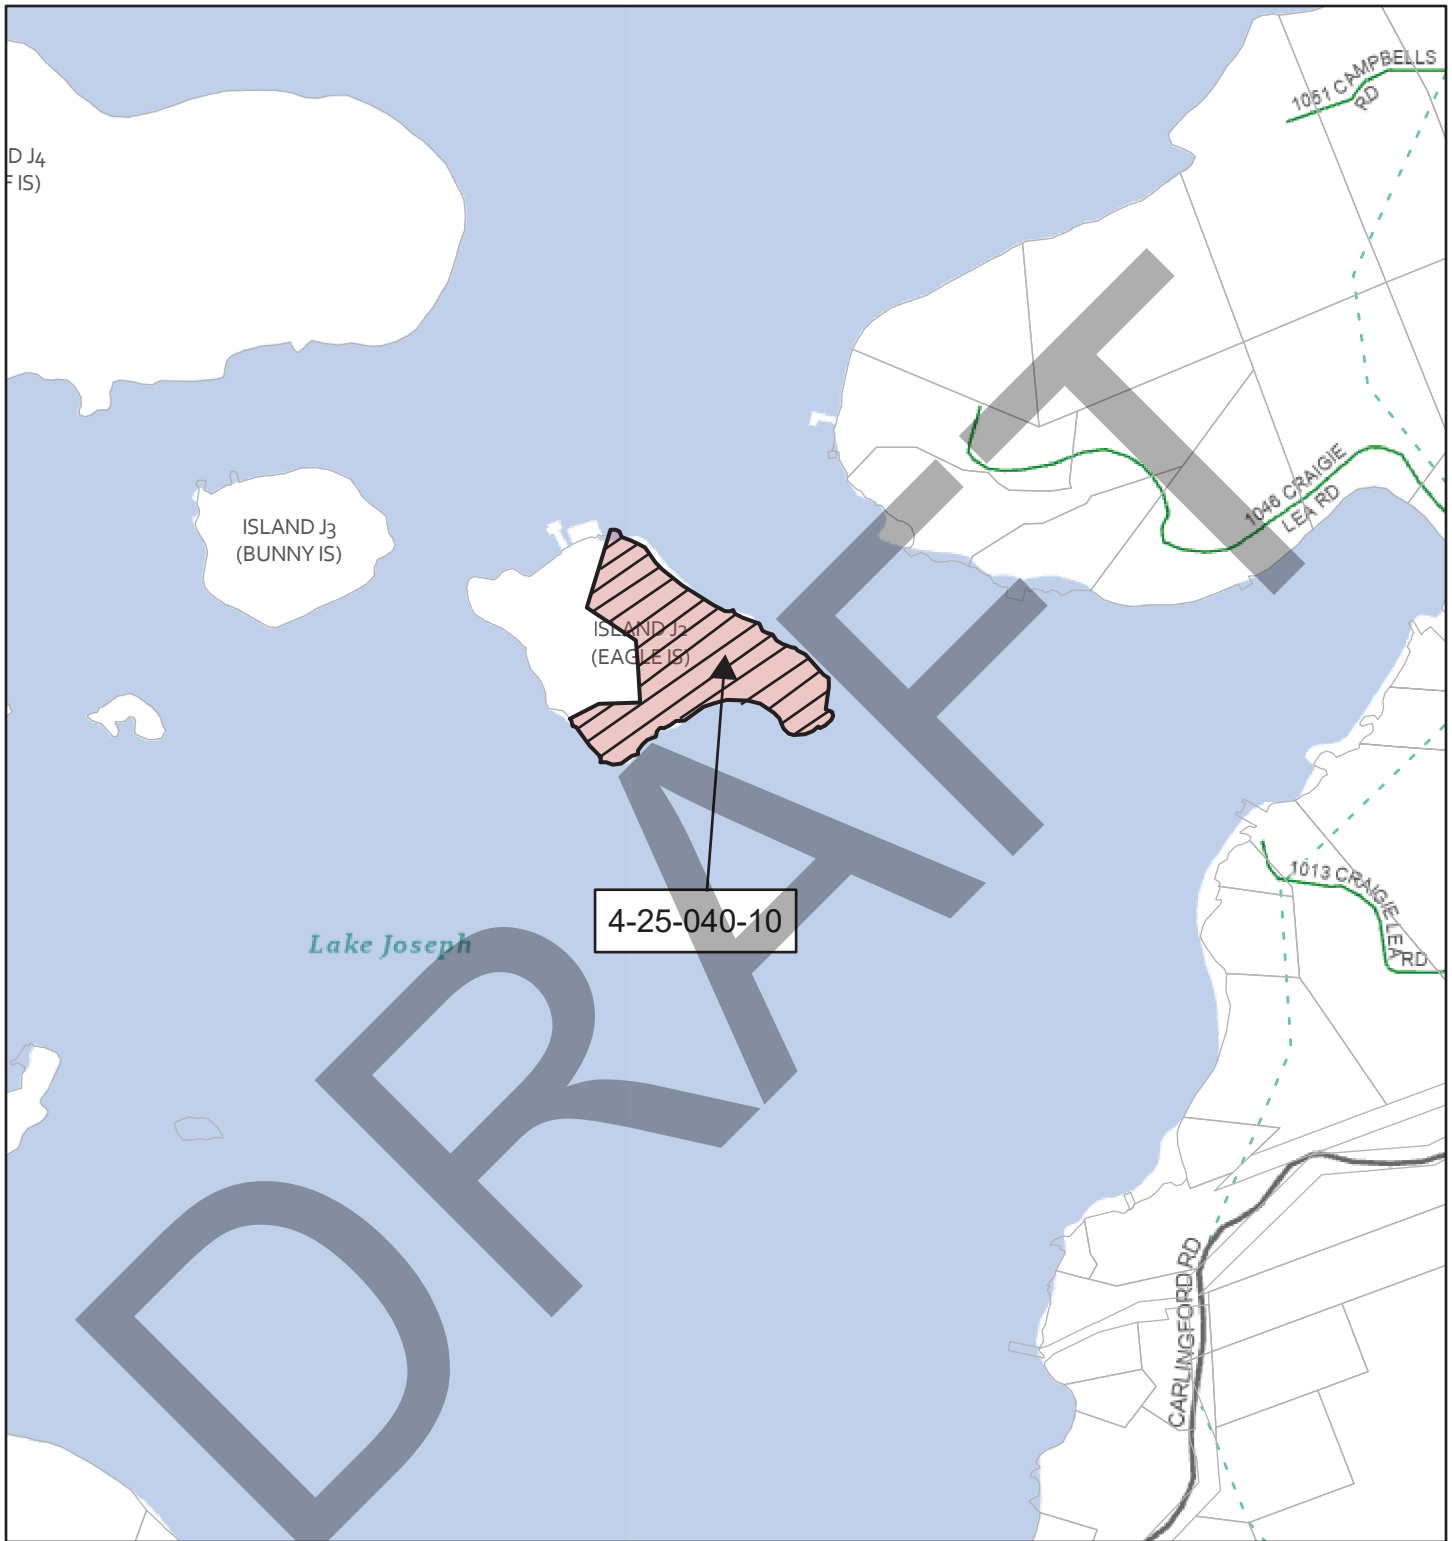 1051 CAMPBELLS
RD
D J4
F IS)
1046 CRAIGIE
LEA RD
ISLAND J3
(BUNNY IS)
ISLAND J2
(EAGLE IS)
1013 CRAIGIE LEA RD
4-25-040-10
Lake Joseph
CARLINGFORD RD
DRAFT